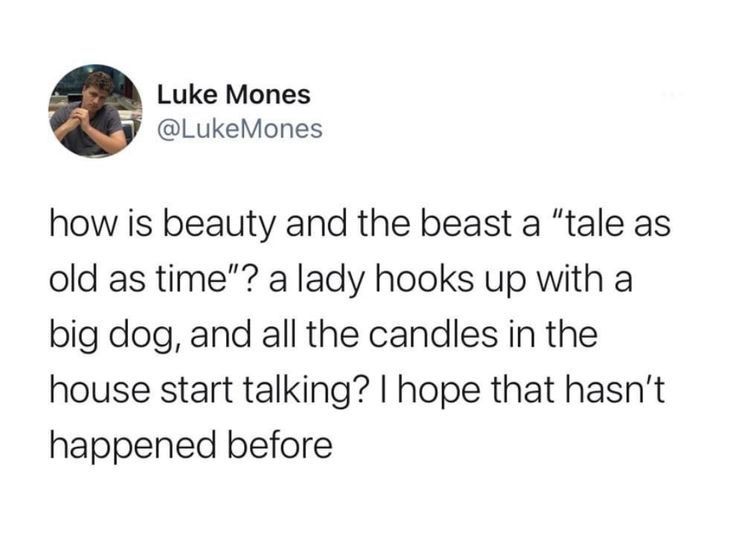 Luke Mones
@LukeMones
how is beauty and the beast a “tale as
old as time”? a lady hooks up with a
big dog, and all the candles in the
house start talking? I hope that hasn’t
happened before